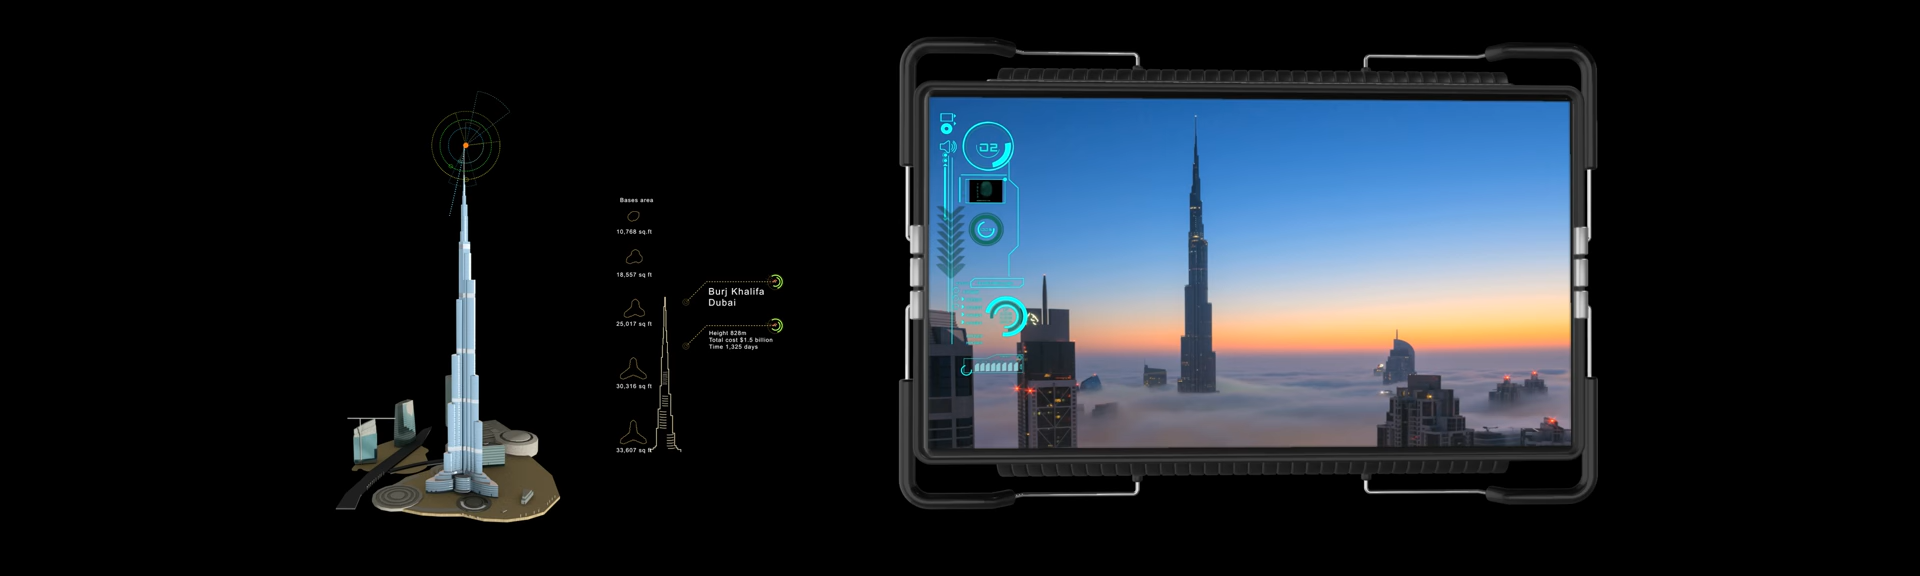 Bases area
10,768 sq.ft
18,557 sq ft
25,017 sq ft
30,316 sq ft
33,607 sq ft
Burj Khalifa
Dubai
Height 828m
Total cost $1.5 billion
Time 1,325 days
02